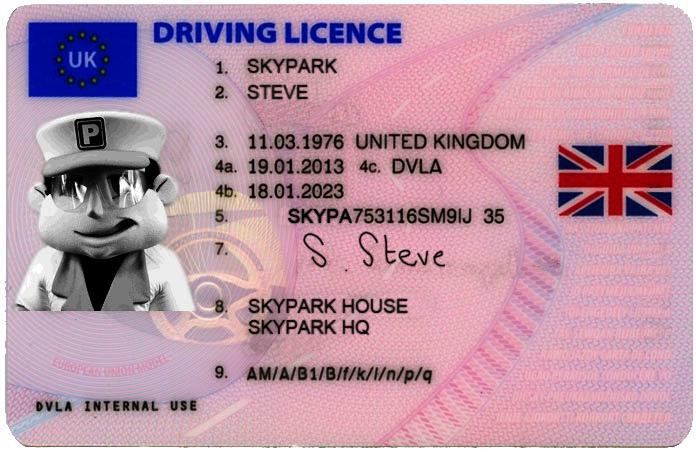 DRIVING LICENCE
UK
1. SKYPARK
2. STEVE
P
3. 11.03.1976 UNITED KINGDOM
4a. 19.01.2013 4c. DVLA
4b. 18.01.2023
5. SKYPA753116SM9IJ 35
7. S. Steve
8. SKYPARK HOUSE
SKYPARK HQ
EUROPEAN UNION MODEL
9. AM/A/B1/B/f/k/l/n/p/q
DVLA INTERNAL USE